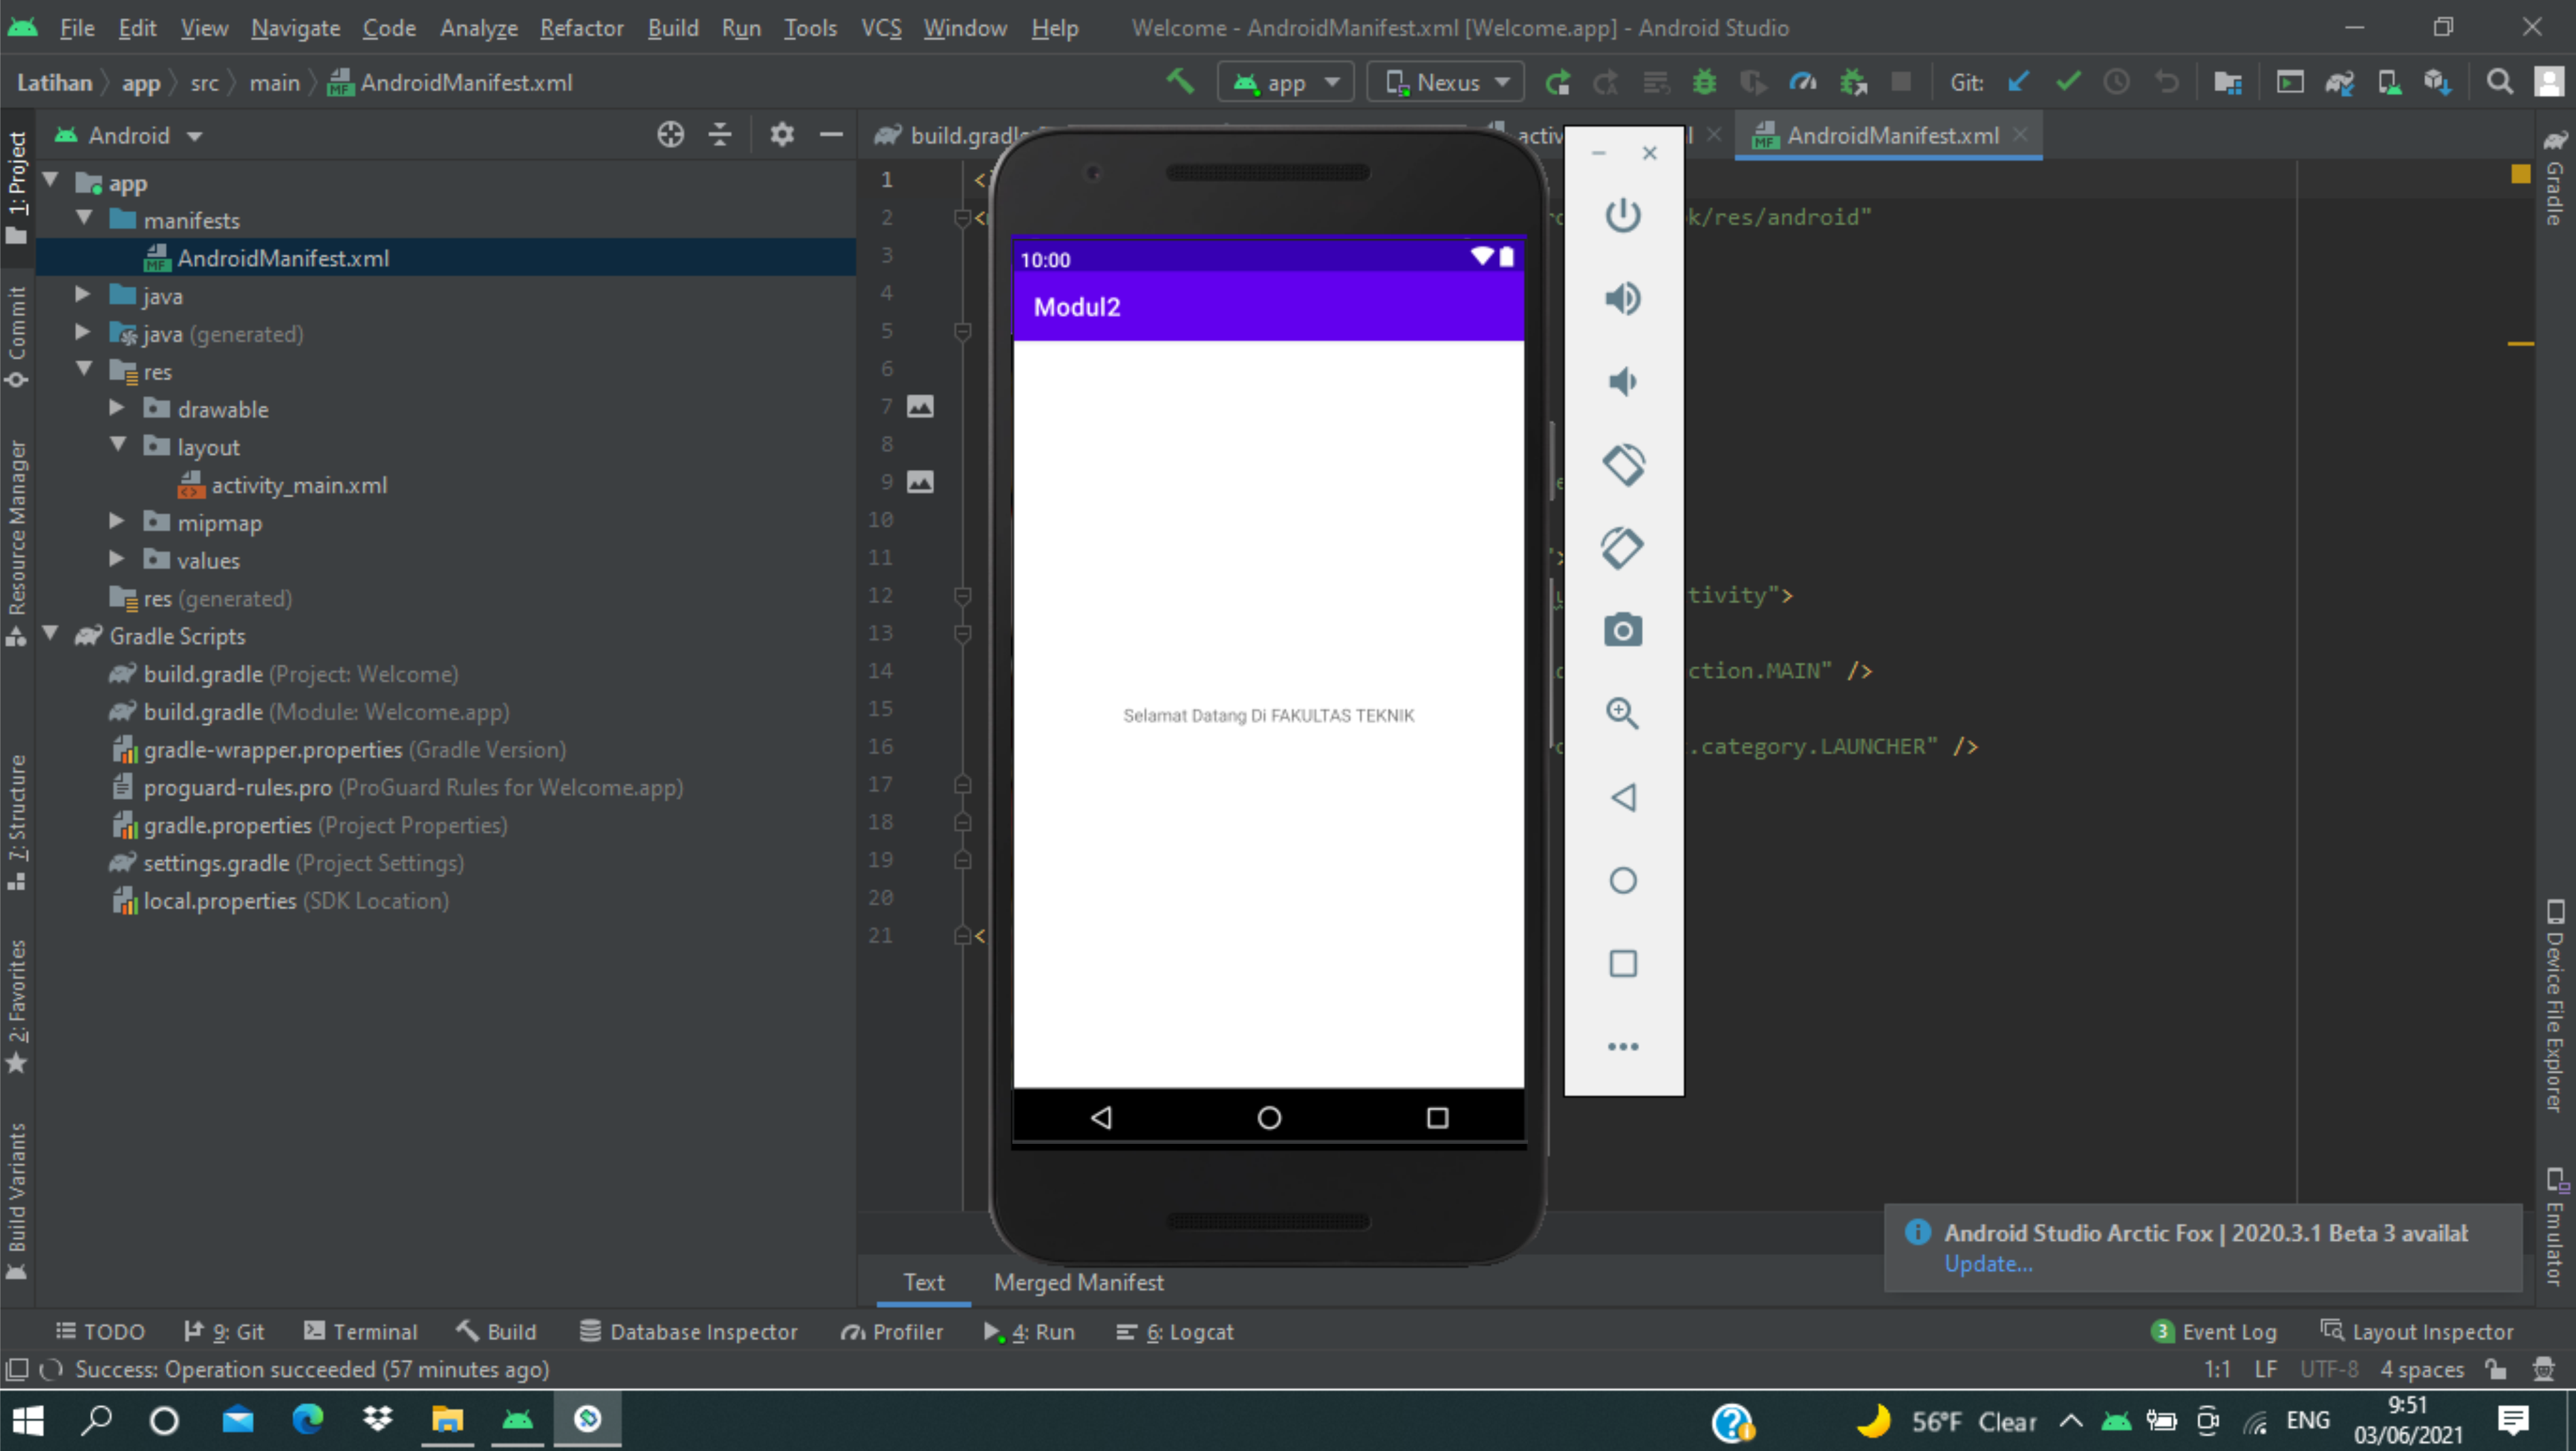 File Edit View Navigate Code Analyze Refactor Build Run Tools VCS Window Help Welcome - AndroidManifest.xml [Welcome.app] - Android Studio
Latihan app src main AndroidManifest.xml app Nexus Git:
Android
build.gradle
activ
AndroidManifest.xml
1: Project
Commit
Resource Manager
7: Structure
2: Favorites
Build Variants
app
manifests
AndroidManifest.xml
java
java (generated)
res
drawable
layout
activity_main.xml
mipmap
values
res (generated)
Gradle Scripts
build.gradle (Project: Welcome)
build.gradle (Module: Welcome.app)
gradle-wrapper.properties (Gradle Version)
proguard-rules.pro (ProGuard Rules for Welcome.app)
gradle.properties (Project Properties)
settings.gradle (Project Settings)
local.properties (SDK Location)
1
2 k/res/android"
3
4
5
6
7
8
9
10
11
12 tivity">
13
14 ction.MAIN" />
15
16 .category.LAUNCHER" />
17
18
19
20
21 <
10:00
Modul2
Selamat Datang Di FAKULTAS TEKNIK
Gradle
Device File Explorer
Emulator
Text Merged Manifest
Android Studio Arctic Fox | 2020.3.1 Beta 3 availab
Update...
TODO 9: Git Terminal Build Database Inspector Profiler 4: Run 6: Logcat 3 Event Log Layout Inspector
Success: Operation succeeded (57 minutes ago) 1:1 LF UTF-8 4 spaces
56°F Clear ENG 9:51
03/06/2021